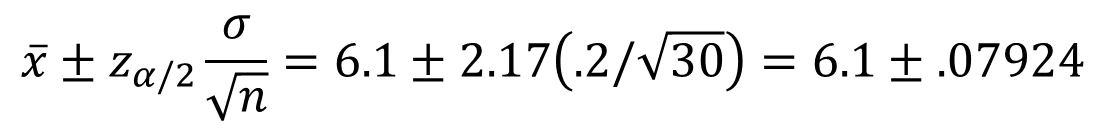 x̄ ± z_{α/2} σ/√n = 6.1 ± 2.17(.2/√30) = 6.1 ± .07924